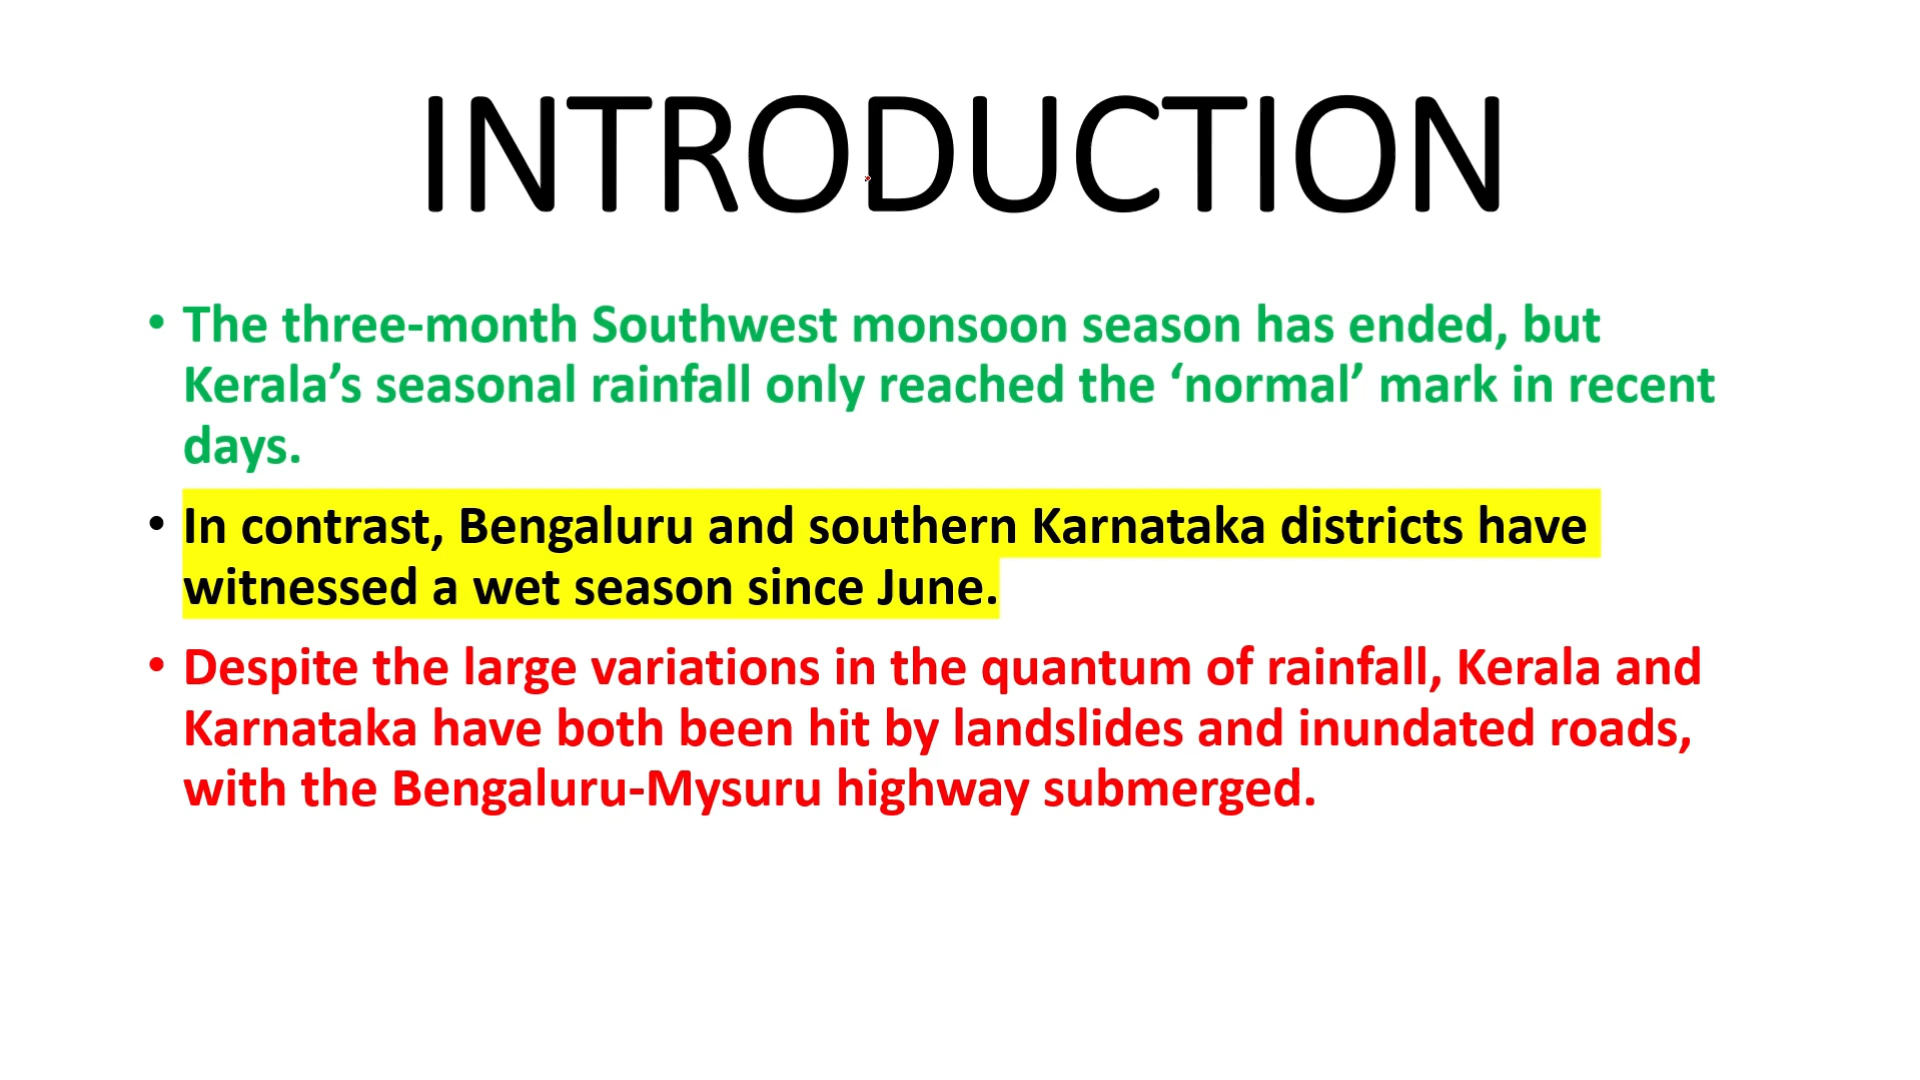 INTRODUCTION
• The three-month Southwest monsoon season has ended, but
Kerala’s seasonal rainfall only reached the ‘normal’ mark in recent
days.
• In contrast, Bengaluru and southern Karnataka districts have
witnessed a wet season since June.
• Despite the large variations in the quantum of rainfall, Kerala and
Karnataka have both been hit by landslides and inundated roads,
with the Bengaluru-Mysuru highway submerged.